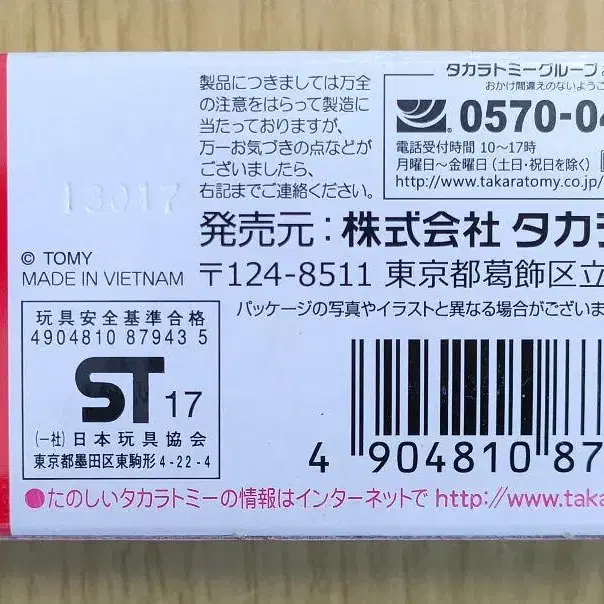 製品につきましては万全
の注意をはらって製造に
当たっておりますが、
万一お気づきの点などが
ございましたら、
右記までご連絡ください。
タカラトミーグループ
おかけ間違えのないようこ
0570-04
電話受付時間 10〜17時
月曜日〜金曜日(土・祝日を除く)
http://www.takaratomy.co.jp/
13017
発売元:株式会社 タカラ
© TOMY
MADE IN VIETNAM
〒124-8511 東京都葛飾区立
パッケージの写真やイラストと異なる場合がございま
玩具安全基準合格
4904810 87943 5
ST 17
(一社)日本玩具協会
東京都墨田区東駒形4-22-4
4 904810 87
●たのしいタカラトミーの情報はインターネットで http://www.taka